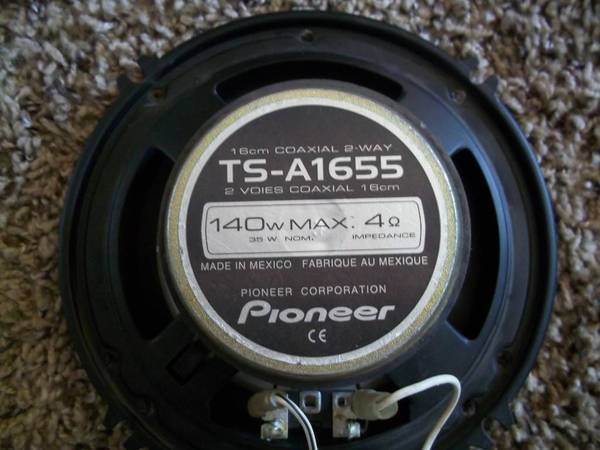 16cm COAXIAL 2-WAY
TS-A1655
2 VOIES COAXIAL 16cm
140W MAX. 4Ω
35 W. NOM. IMPEDANCE
MADE IN MEXICO FABRIQUE AU MEXIQUE
PIONEER CORPORATION
Pioneer
CE